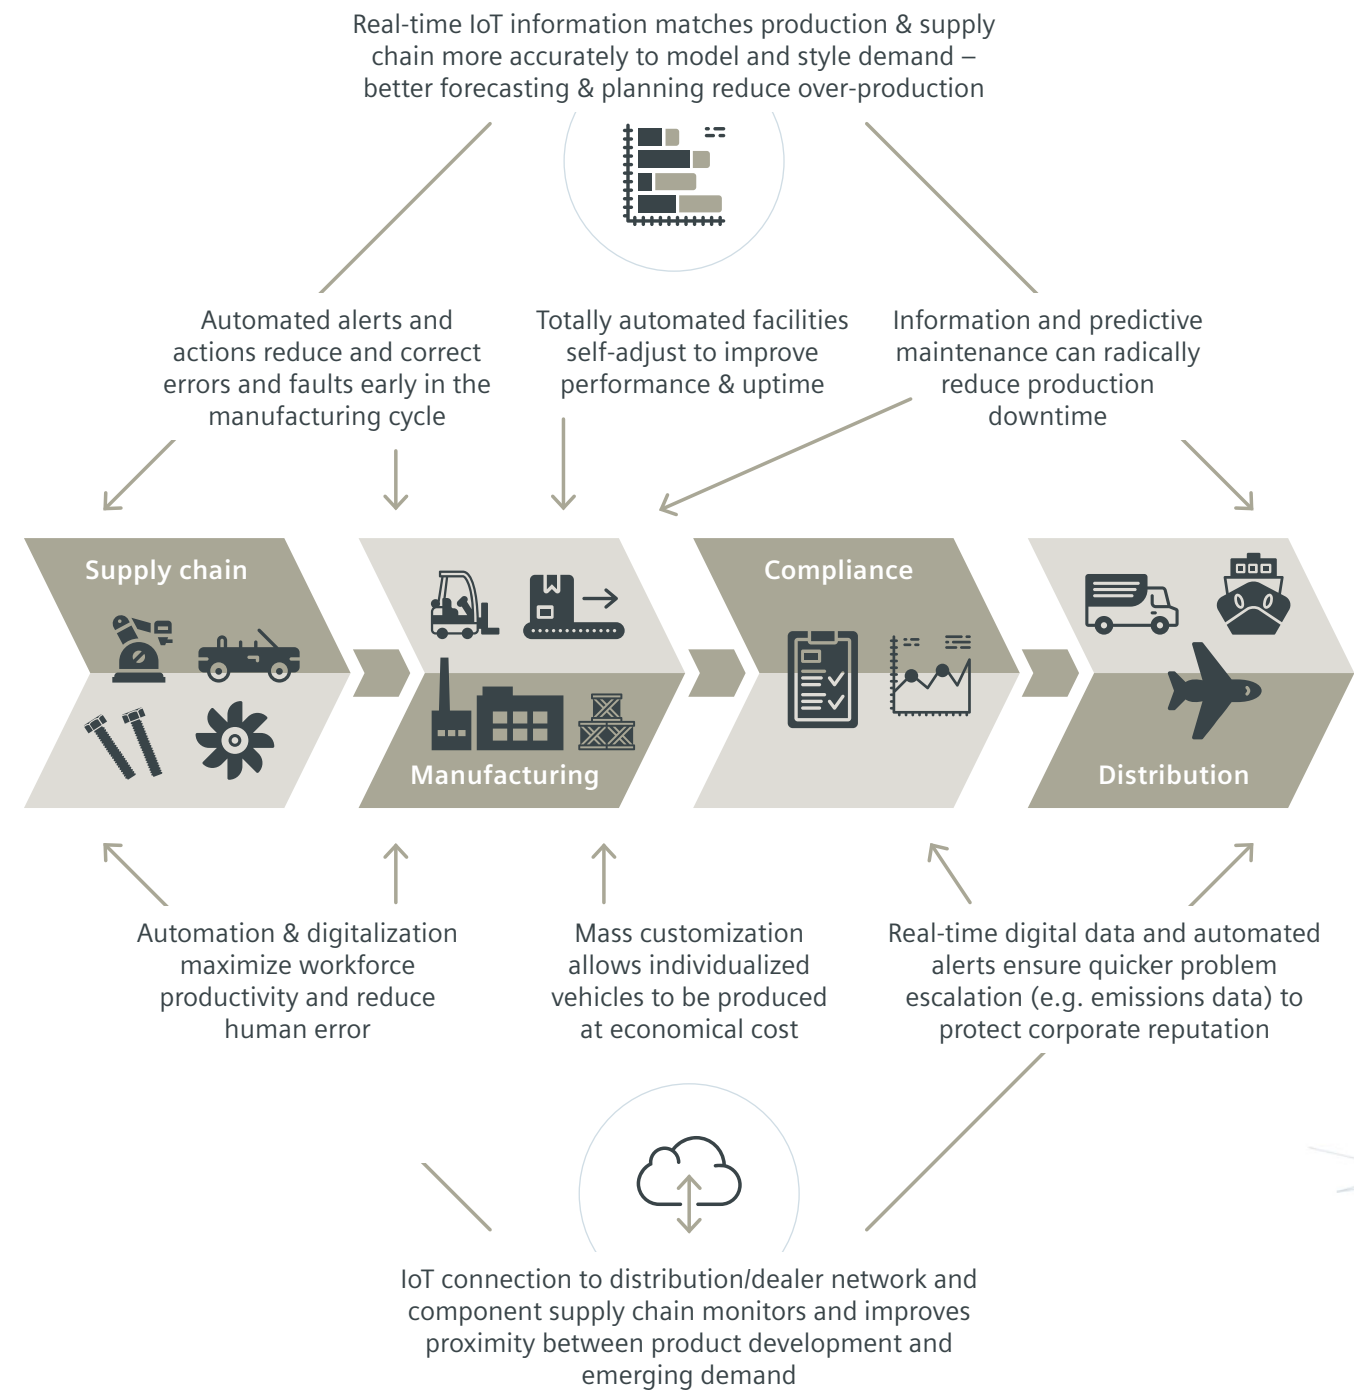 Real-time IoT information matches production & supply
chain more accurately to model and style demand –
better forecasting & planning reduce over-production
Automated alerts and
actions reduce and correct
errors and faults early in the
manufacturing cycle
Totally automated facilities
self-adjust to improve
performance & uptime
Information and predictive
maintenance can radically
reduce production
downtime
Supply chain
Manufacturing
Compliance
Distribution
Automation & digitalization
maximize workforce
productivity and reduce
human error
Mass customization
allows individualized
vehicles to be produced
at economical cost
Real-time digital data and automated
alerts ensure quicker problem
escalation (e.g. emissions data) to
protect corporate reputation
IoT connection to distribution/dealer network and
component supply chain monitors and improves
proximity between product development and
emerging demand